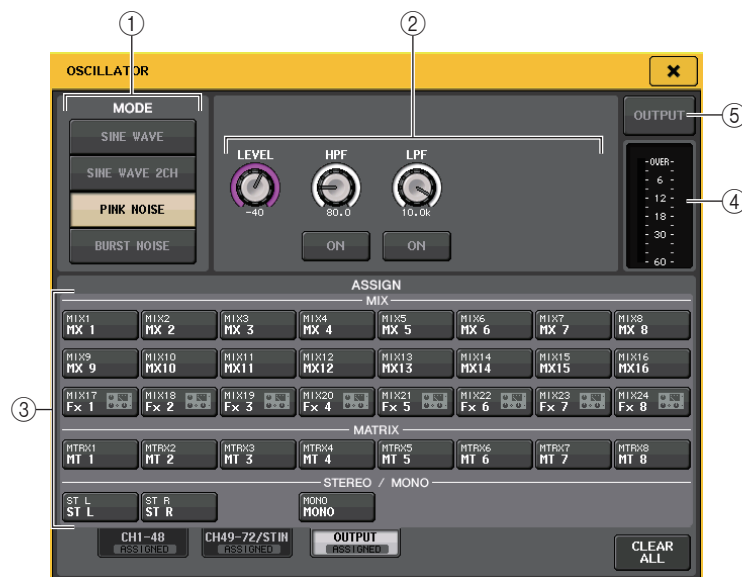 ① ②
OSCILLATOR ×
MODE
SINE WAVE
SINE WAVE 2CH
PINK NOISE
BURST NOISE
LEVEL HPF LPF
-40 80.0 10.0k
ON ON
OUTPUT ⑤
-OVER-
- 6 -
- 12 - ④
- 18 -
- 30 -
- 60 -
③
ASSIGN
MIX
MIX1 MIX2 MIX3 MIX4 MIX5 MIX6 MIX7 MIX8
MX 1 MX 2 MX 3 MX 4 MX 5 MX 6 MX 7 MX 8
MIX9 MIX10 MIX11 MIX12 MIX13 MIX14 MIX15 MIX16
MX 9 MX10 MX11 MX12 MX13 MX14 MX15 MX16
MIX17 MIX18 MIX19 MIX20 MIX21 MIX22 MIX23 MIX24
Fx 1 Fx 2 Fx 3 Fx 4 Fx 5 Fx 6 Fx 7 Fx 8
MATRIX
MTRX1 MTRX2 MTRX3 MTRX4 MTRX5 MTRX6 MTRX7 MTRX8
MT 1 MT 2 MT 3 MT 4 MT 5 MT 6 MT 7 MT 8
STEREO / MONO
ST L ST R MONO
ST L ST R MONO
CH1-48 CH49-72/STIN OUTPUT
ASSIGNED ASSIGNED ASSIGNED
CLEAR
ALL